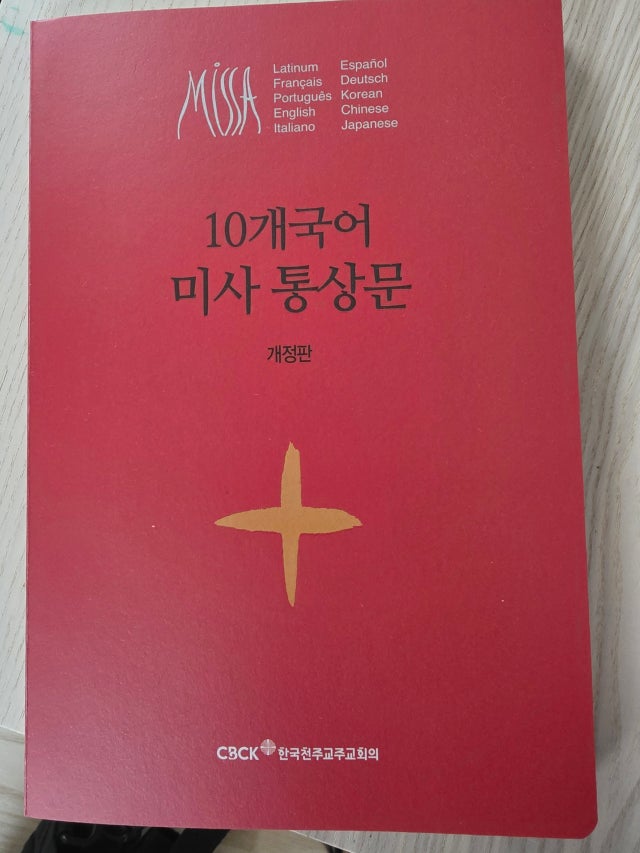 MISSA
Latinum Español
Français Deutsch
Português Korean
English Chinese
Italiano Japanese
10개국어
미사 통상문
개정판
CBCK 한국천주교주교회의